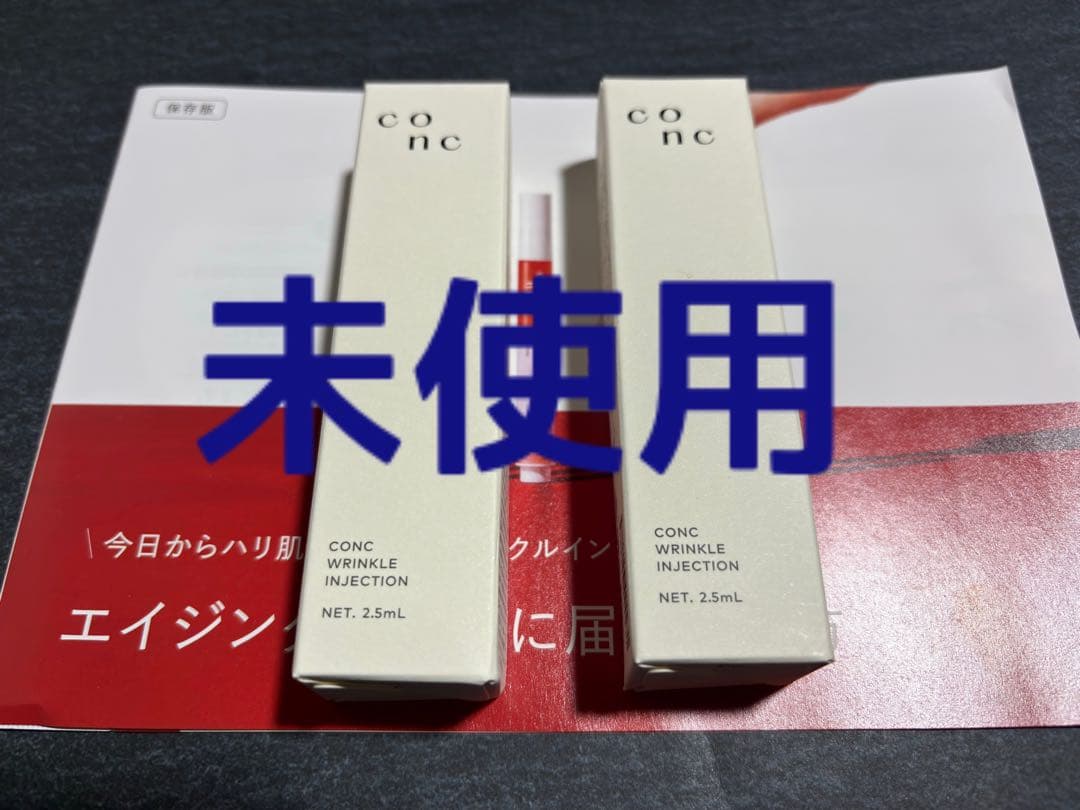 保存版
co
nc
co
nc
未使用
CONC
WRINKLE
INJECTION
NET. 2.5mL
CONC
WRINKLE
INJECTION
NET. 2.5mL
\ 今日からハリ肌 クルイン
エイジン に届